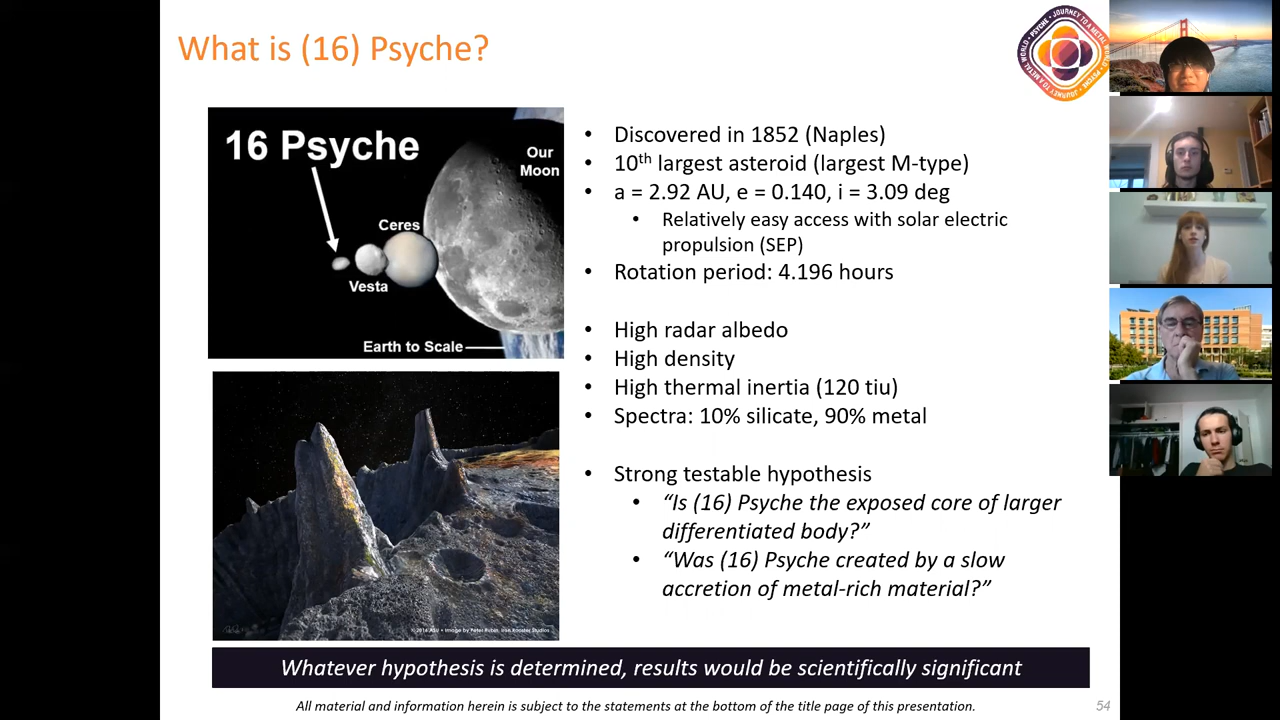 What is (16) Psyche?
PSYCHE: JOURNEY TO A METAL WORLD
16 Psyche
Our
Moon
Ceres
Vesta
Earth to Scale
• Discovered in 1852 (Naples)
• 10th largest asteroid (largest M-type)
• a = 2.92 AU, e = 0.140, i = 3.09 deg
• Relatively easy access with solar electric
propulsion (SEP)
• Rotation period: 4.196 hours
• High radar albedo
• High density
• High thermal inertia (120 tiu)
• Spectra: 10% silicate, 90% metal
• Strong testable hypothesis
• “Is (16) Psyche the exposed core of larger
differentiated body?”
• “Was (16) Psyche created by a slow
accretion of metal-rich material?”
Whatever hypothesis is determined, results would be scientifically significant
All material and information herein is subject to the statements at the bottom of the title page of this presentation.
54